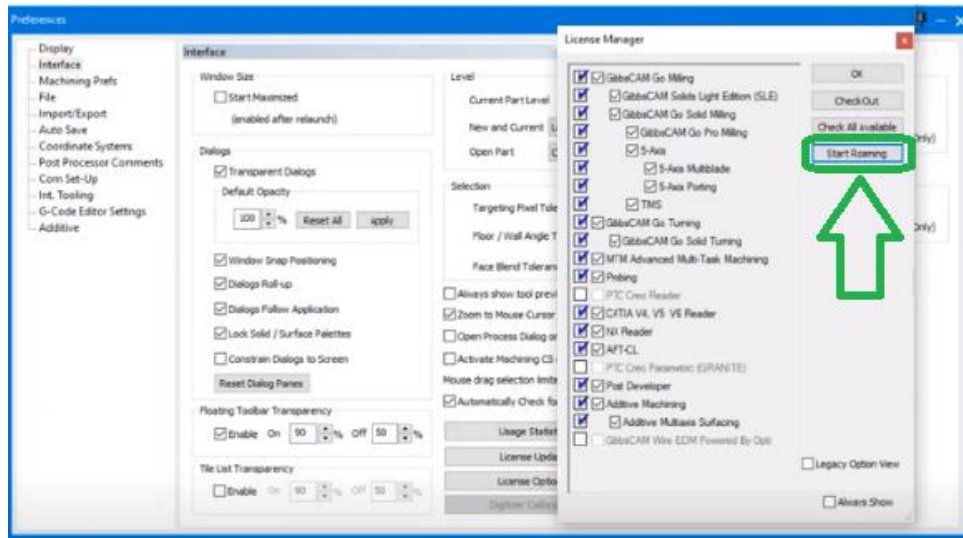 Preferences
Display
Interface
Machining Prefs
File
Import/Export
Auto Save
Coordinate Systems
Post Processor Comments
Com Set-Up
Int. Tooling
G-Code Editor Settings
Additive
Interface
Window Size
Start Maximized
(enabled after relaunch)
Dialogs
Transparent Dialogs
Default Opacity
100 % Reset All Apply
Window Snap Positioning
Dialogs Roll-up
Dialogs Follow Application
Lock Solid / Surface Palettes
Constrain Dialogs to Screen
Reset Dialog Panes
Floating Toolbar Transparency
Enable On 90 % Off 50 %
Tile List Transparency
Enable On 90 % Off 50 %
Level
Current Part Level
New and Current
Open Part
Selection
Targeting Pixel Tole
Floor / Wall Angle T
Face Blend Toleran
Always show tool previ
Zoom to Mouse Cursor
Open Process Dialog or
Activate Machining CS
Mouse drag selection limite
Automatically Check fo
Usage Statist
License Upda
License Optio
License Manager
GibbsCAM Go Milling
GibbsCAM Solids Light Edition (SLE)
GibbsCAM Go Solid Milling
GibbsCAM Go Pro Milling
5-Axis
5-Axis Multiblade
5-Axis Porting
TMS
GibbsCAM Go Turning
GibbsCAM Go Solid Turning
MTM Advanced Multi-Task Machining
Probing
PTC Creo Reader
CATIA V4, V5 V6 Reader
NX Reader
AFT-CL
PTC Creo Parametric (GRANITE)
Post Developer
Additive Machining
Additive Multiaxis Surfacing
GibbsCAM Wire EDM Powered By Opti
OK
Check Out
Check All Available
Start Roaming
Legacy Option View
Always Show